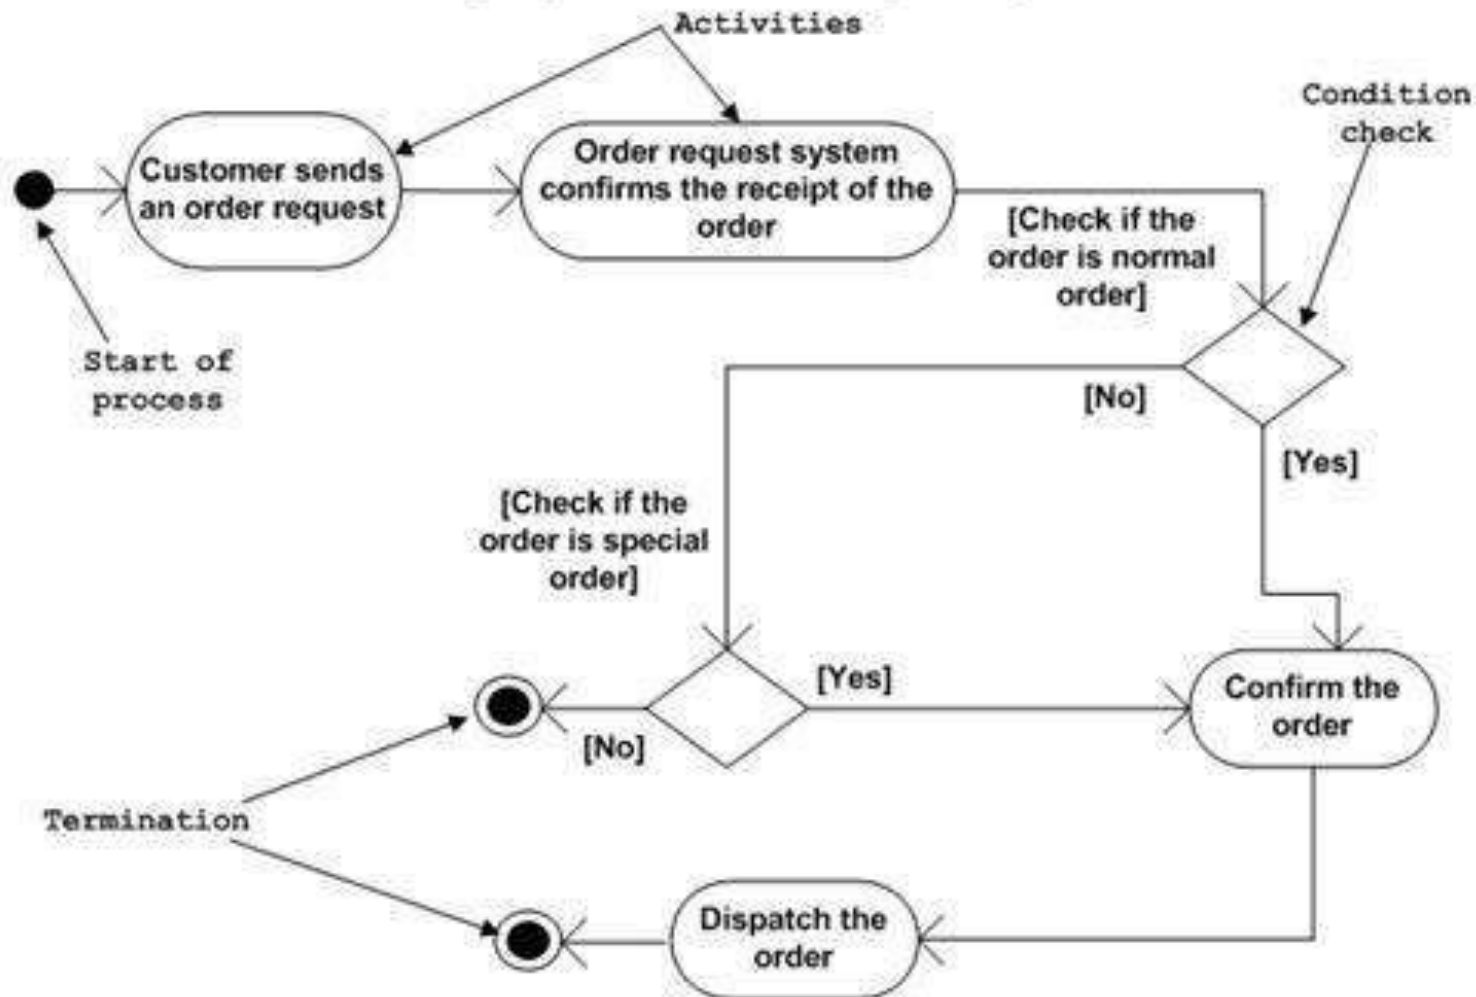 Activities
Condition
check
Customer sends
an order request
Order request system
confirms the receipt of the
order
[Check if the
order is normal
order]
Start of
process
[No]
[Yes]
[Check if the
order is special
order]
[Yes]
[No]
Confirm the
order
Termination
Dispatch the
order